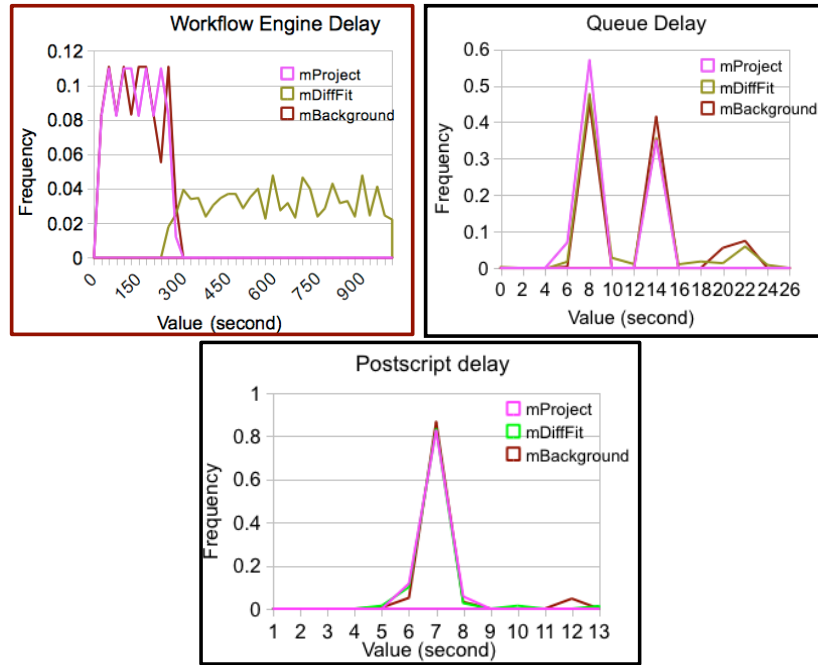 Workflow Engine Delay
0.12
0.1
0.08
0.06
0.04
0.02
0
Frequency
mProject
mDiffFit
mBackground
0 150 300 450 600 750 900
Value (second)
Queue Delay
0.6
0.5
0.4
0.3
0.2
0.1
0
Frequency
mProject
mDiffFit
mBackground
0 2 4 6 8 10 12 14 16 18 20 22 24 26
Value (second)
Postscript delay
1
0.8
0.6
0.4
0.2
0
Frequency
mProject
mDiffFit
mBackground
1 2 3 4 5 6 7 8 9 10 11 12 13
Value (second)